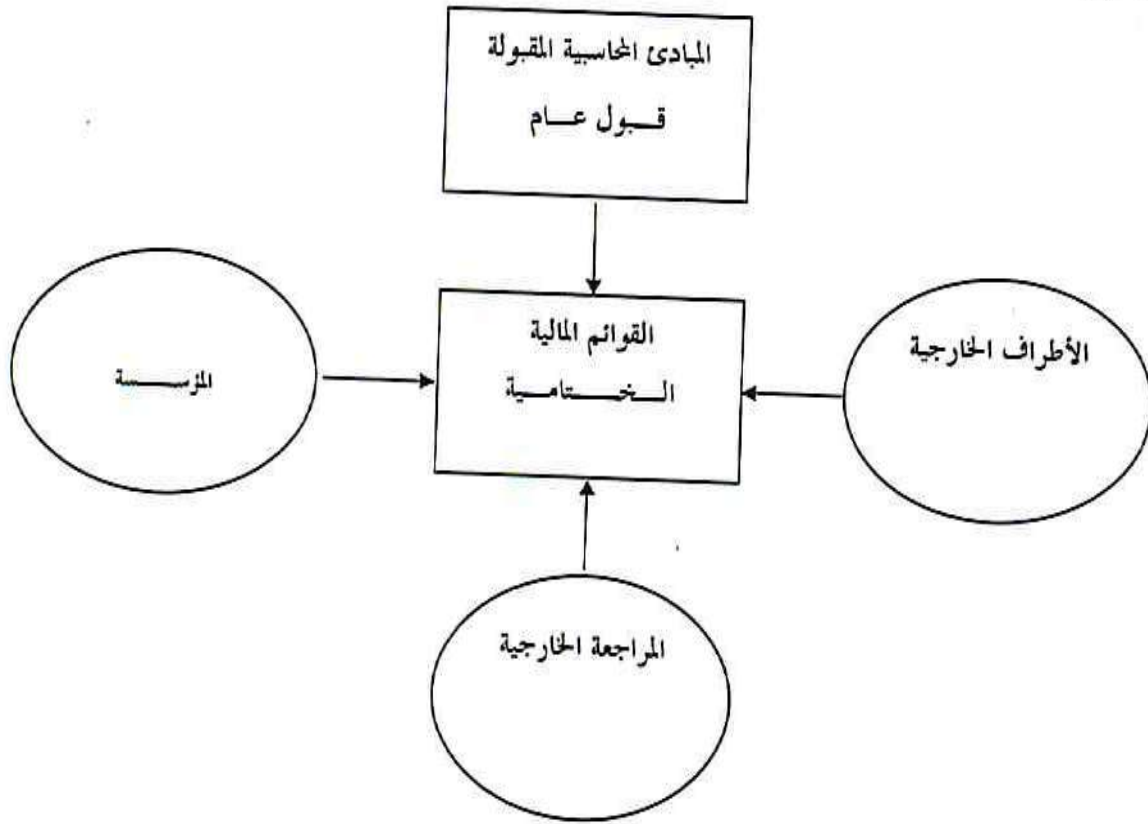 المبادئ المحاسبية المقبولة
قبول عام
القوائم المالية
الختامية
الأطراف الخارجية
المؤسسة
المراجعة الخارجية